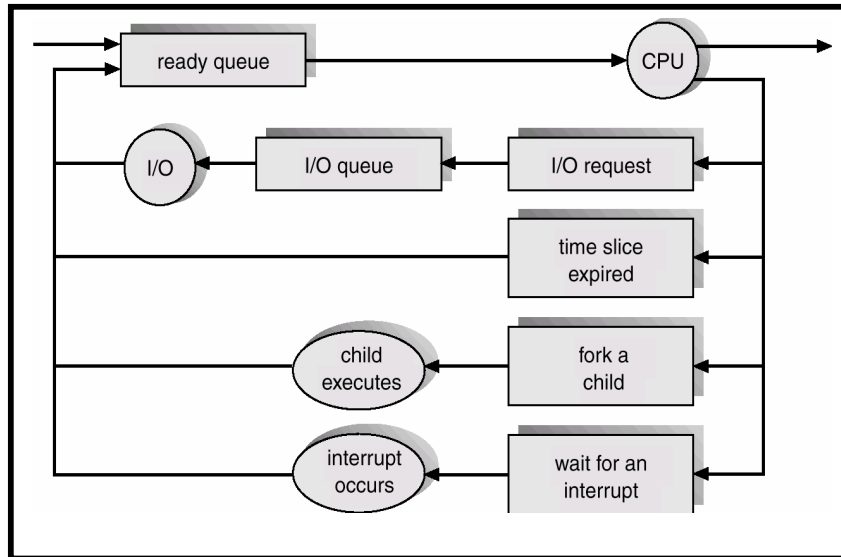 ready queue
CPU
I/O
I/O queue
I/O request
time slice
expired
child
executes
fork a
child
interrupt
occurs
wait for an
interrupt